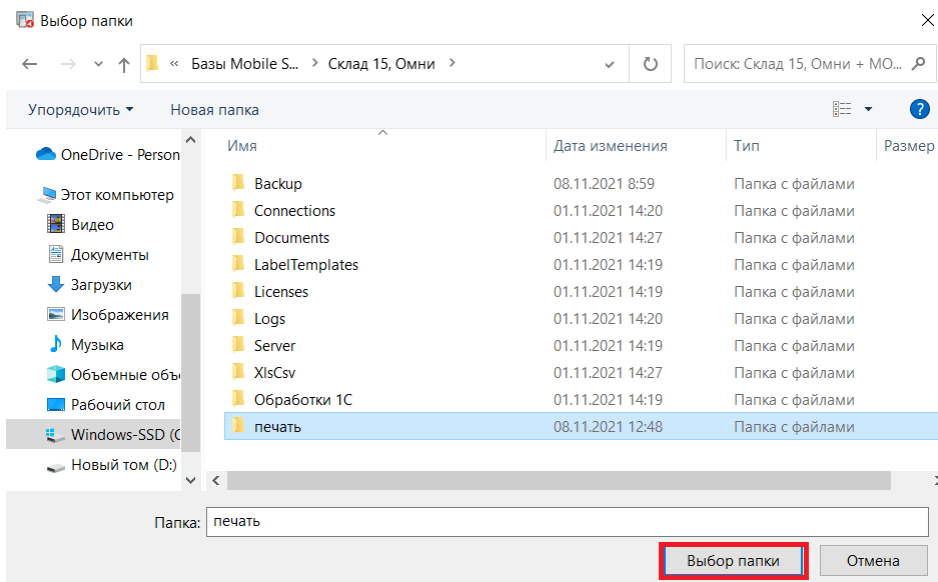 Выбор папки
« Базы Mobile S... > Склад 15, Омни >
Поиск: Склад 15, Омни + МО...
Упорядочить Новая папка ?
Имя Дата изменения Тип Размер
OneDrive - Person
Этот компьютер
Видео
Документы
Загрузки
Изображения
Музыка
Объемные объ
Рабочий стол
Windows-SSD (C
Новый том (D:)
Backup 08.11.2021 8:59 Папка с файлами
Connections 01.11.2021 14:20 Папка с файлами
Documents 01.11.2021 14:27 Папка с файлами
LabelTemplates 01.11.2021 14:19 Папка с файлами
Licenses 01.11.2021 14:19 Папка с файлами
Logs 01.11.2021 14:20 Папка с файлами
Server 01.11.2021 14:19 Папка с файлами
XlsCsv 01.11.2021 14:27 Папка с файлами
Обработки 1С 01.11.2021 14:19 Папка с файлами
печать 08.11.2021 12:48 Папка с файлами
Папка: печать
Выбор папки Отмена